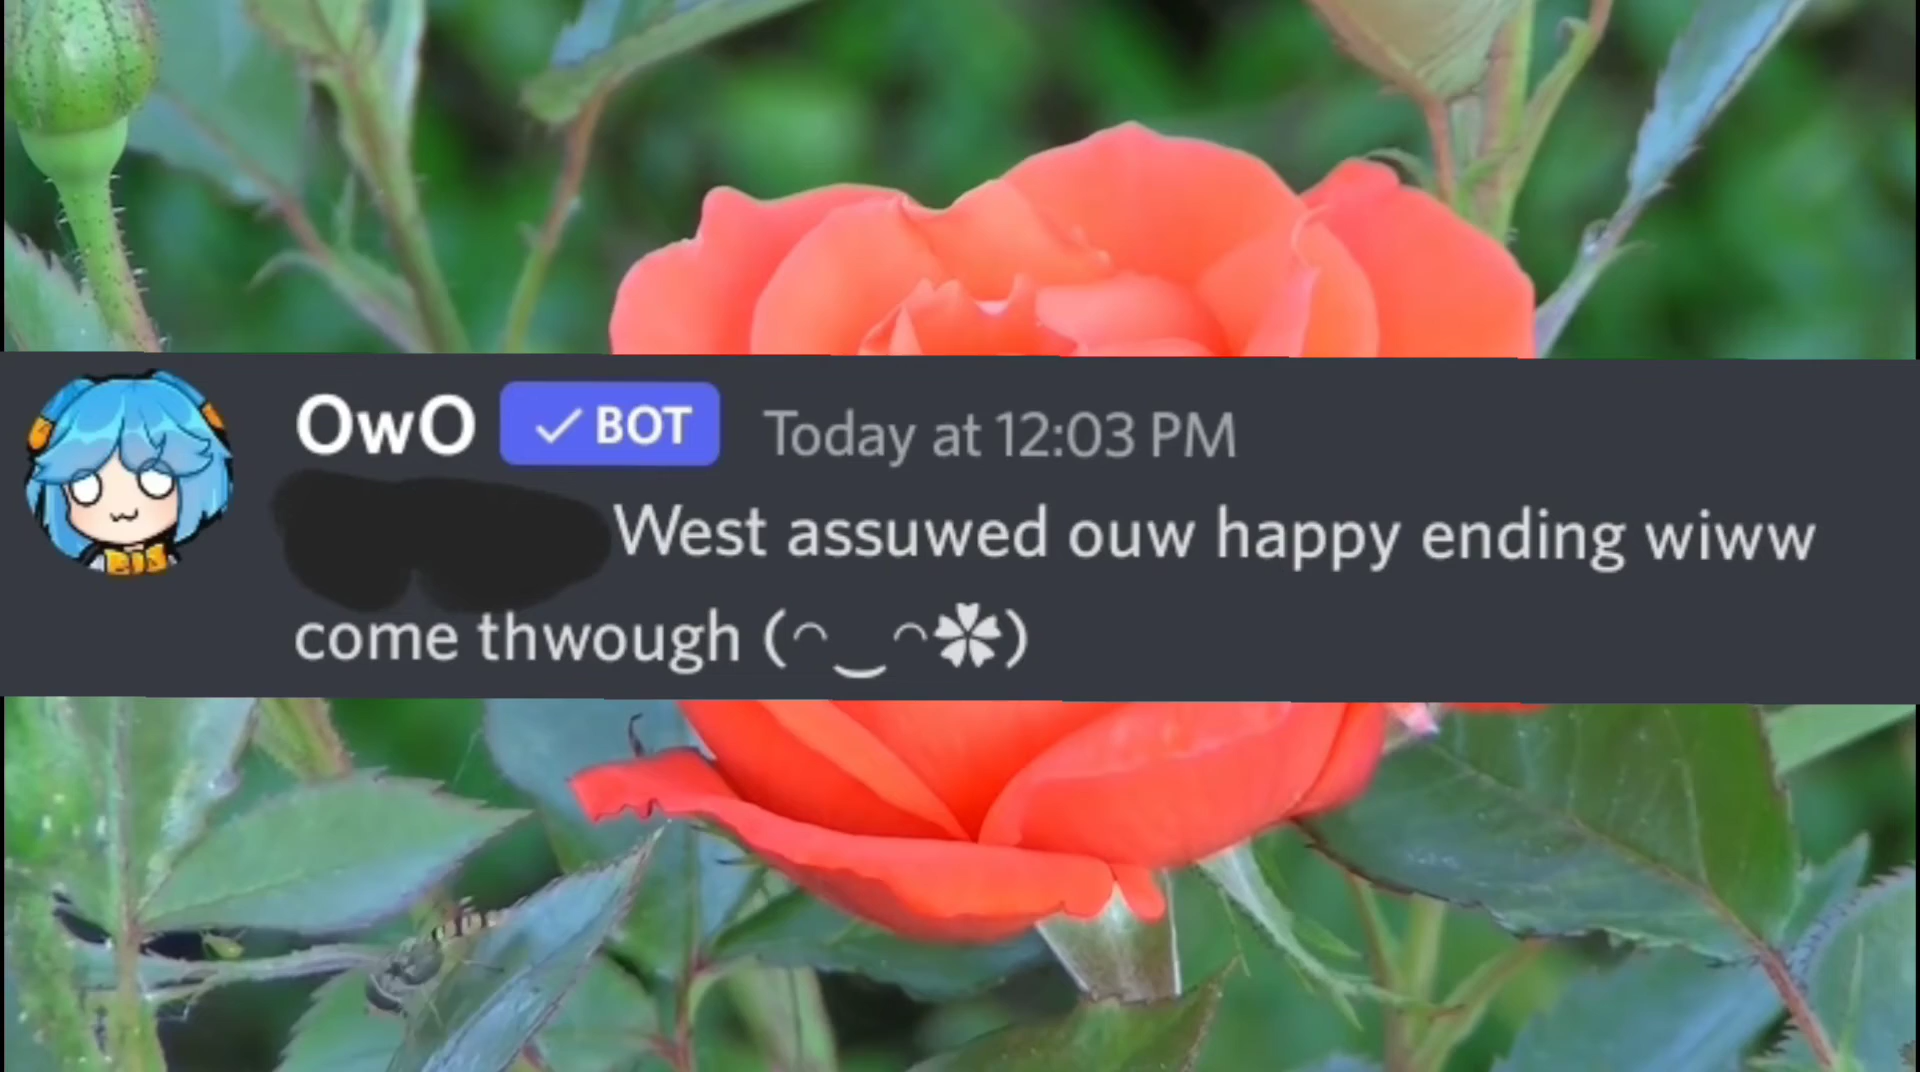 OwO ✓ BOT Today at 12:03 PM
West assuwed ouw happy ending wiww
come thwough (◠‿◠✿)